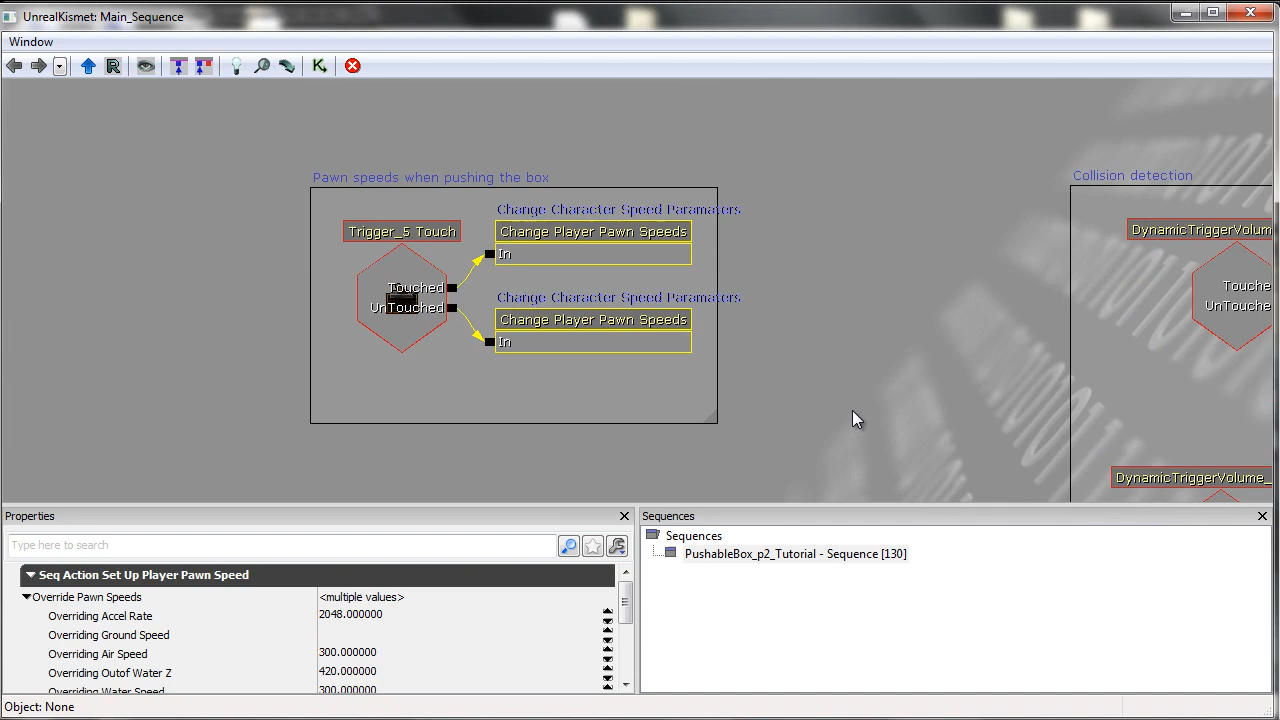 UnrealKismet: Main_Sequence
Window
Pawn speeds when pushing the box
Collision detection
Change Character Speed Paramaters
Trigger_5 Touch
Change Player Pawn Speeds
DynamicTriggerVolum
In
Touched
UnTouched
Touche
UnTouche
Change Character Speed Paramaters
Change Player Pawn Speeds
In
DynamicTriggerVolume_
Properties
Sequences
Type here to search
Sequences
PushableBox_p2_Tutorial - Sequence [130]
Seq Action Set Up Player Pawn Speed
Override Pawn Speeds <multiple values>
Overriding Accel Rate 2048.000000
Overriding Ground Speed
Overriding Air Speed 300.000000
Overriding Outof Water Z 420.000000
Overriding Water Speed 300.000000
Object: None